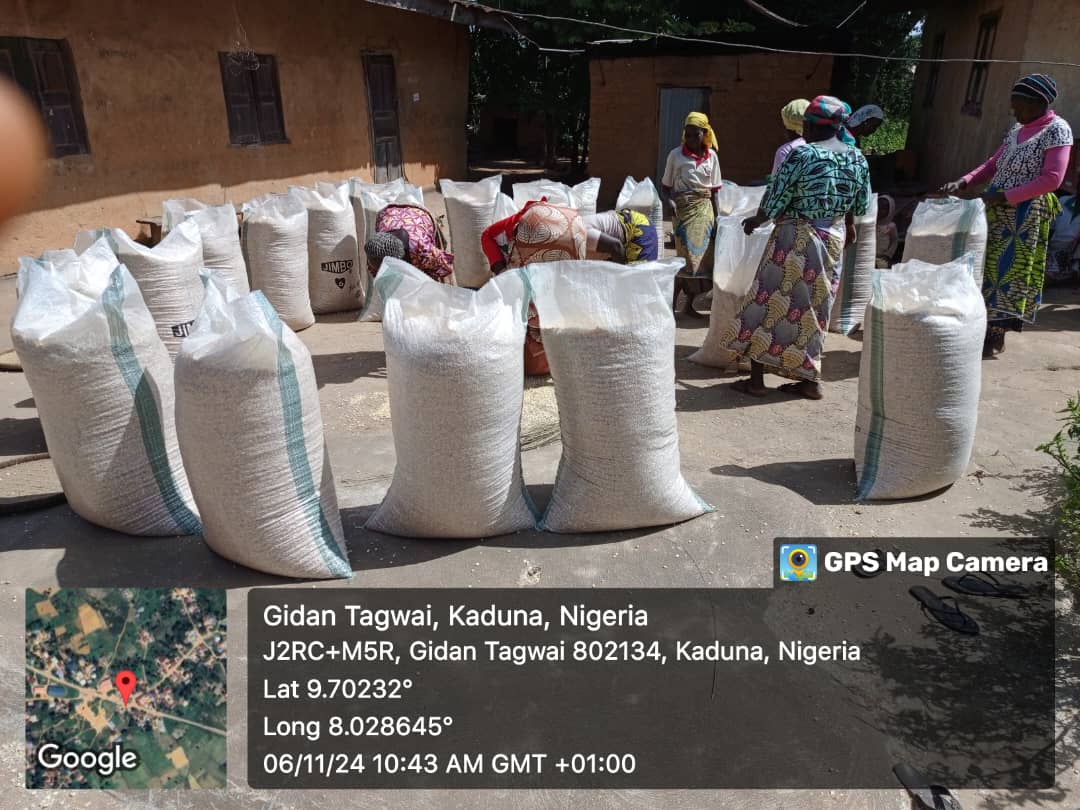 JIMBO
JIMB
GPS Map Camera
Gidan Tagwai, Kaduna, Nigeria
J2RC+M5R, Gidan Tagwai 802134, Kaduna, Nigeria
Lat 9.70232°
Long 8.028645°
06/11/24 10:43 AM GMT +01:00
Google